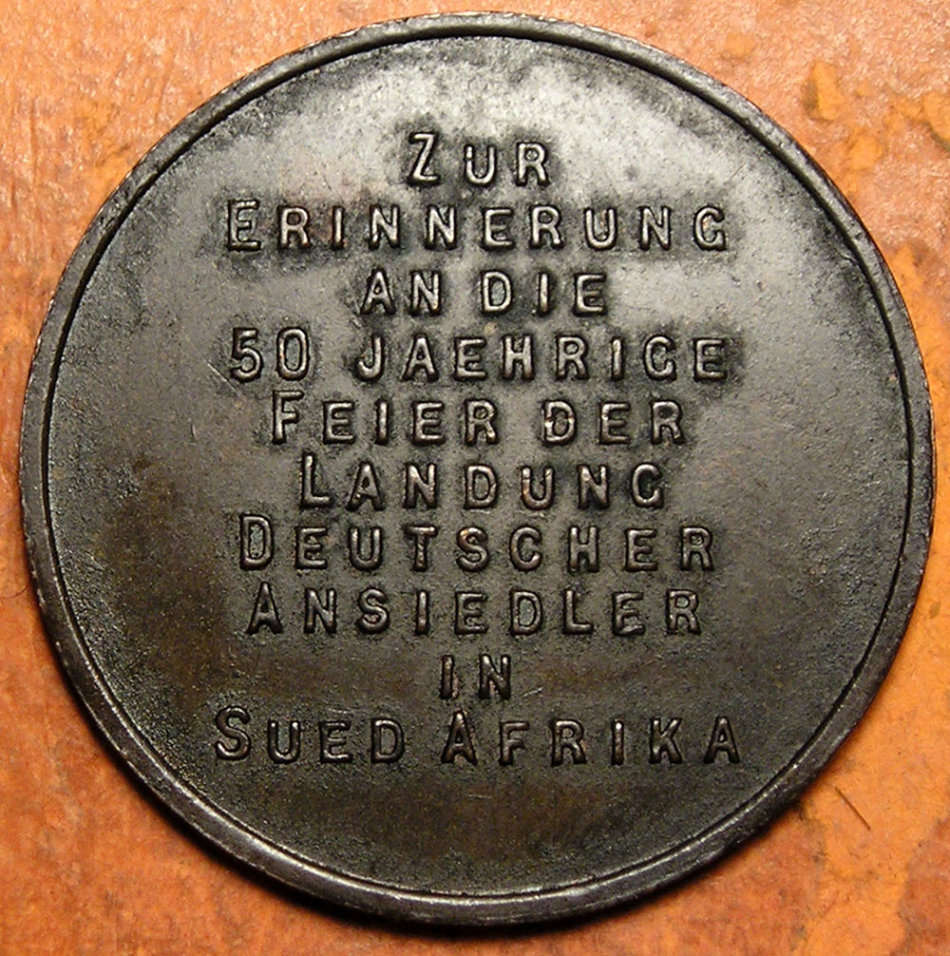 ZUR
ERINNERUNG
AN DIE
50 JAEHRIGE
FEIER DER
LANDUNG
DEUTSCHER
ANSIEDLER
IN
SUED AFRIKA